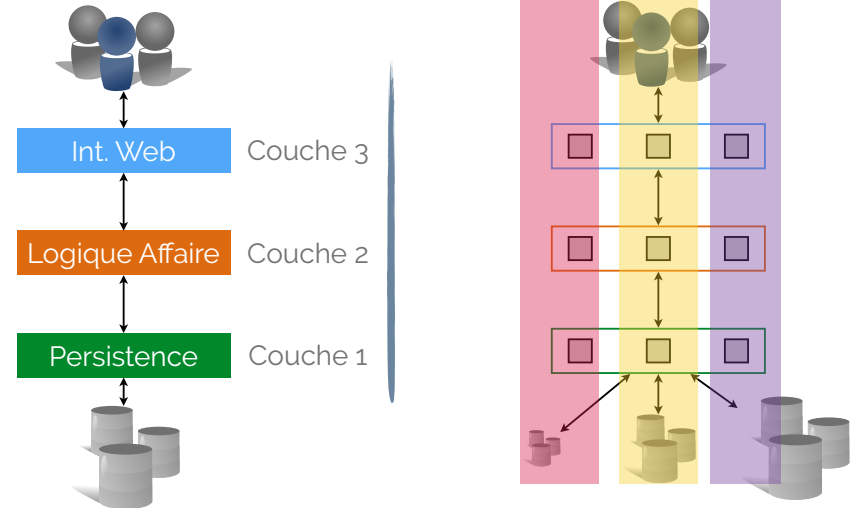 Int. Web
Couche 3
Logique Affaire
Couche 2
Persistence
Couche 1